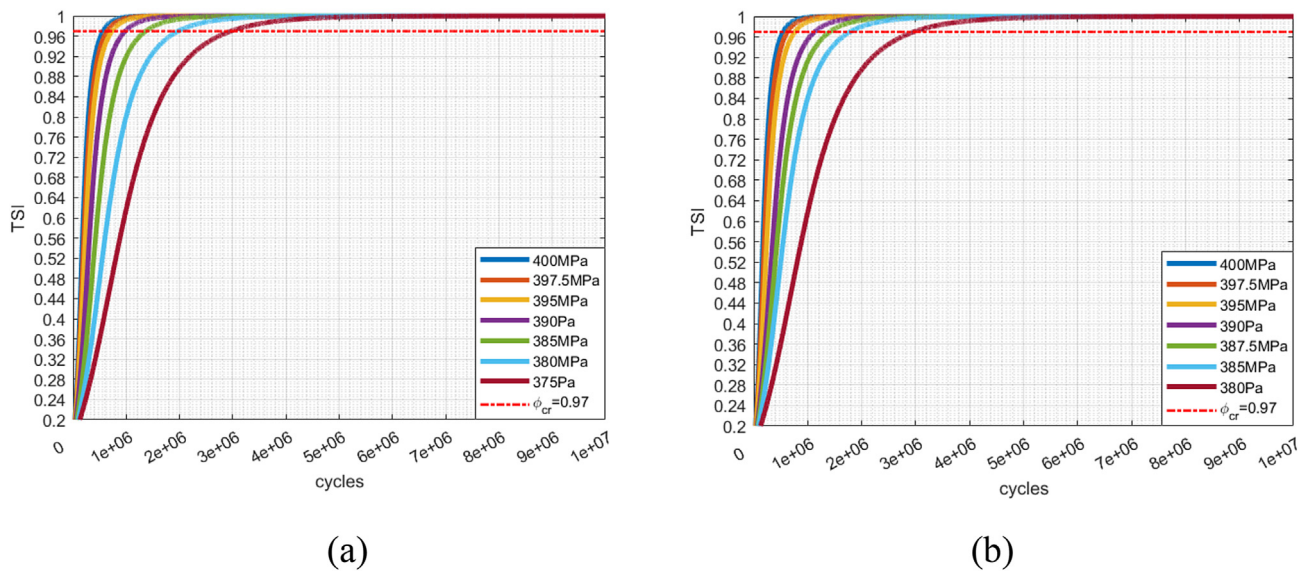 1
0.96
0.92
0.88
0.84
0.8
0.76
0.72
0.68
0.64
0.6
0.56
0.52
0.48
0.44
0.4
0.36
0.32
0.28
0.24
0.2
TSI
400MPa
397.5MPa
395MPa
390Pa
385MPa
380MPa
375Pa
ϕcr=0.97
0
1e+06
2e+06
3e+06
4e+06
5e+06
6e+06
7e+06
8e+06
9e+06
1e+07
cycles
(a)
1
0.96
0.92
0.88
0.84
0.8
0.76
0.72
0.68
0.64
0.6
0.56
0.52
0.48
0.44
0.4
0.36
0.32
0.28
0.24
0.2
TSI
400MPa
397.5MPa
395MPa
390Pa
387.5MPa
385MPa
380Pa
ϕcr=0.97
0
1e+06
2e+06
3e+06
4e+06
5e+06
6e+06
7e+06
8e+06
9e+06
1e+07
cycles
(b)